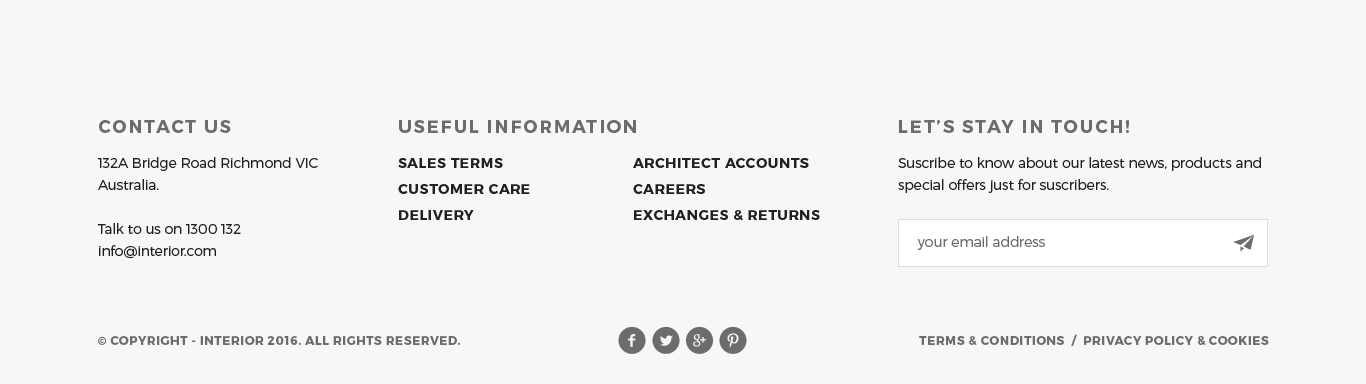 CONTACT US
132A Bridge Road Richmond VIC
Australia.
Talk to us on 1300 132
info@interior.com
USEFUL INFORMATION
SALES TERMS
CUSTOMER CARE
DELIVERY
ARCHITECT ACCOUNTS
CAREERS
EXCHANGES & RETURNS
LET’S STAY IN TOUCH!
Suscribe to know about our latest news, products and
special offers just for suscribers.
your email address
© COPYRIGHT - INTERIOR 2016. ALL RIGHTS RESERVED.
TERMS & CONDITIONS / PRIVACY POLICY & COOKIES